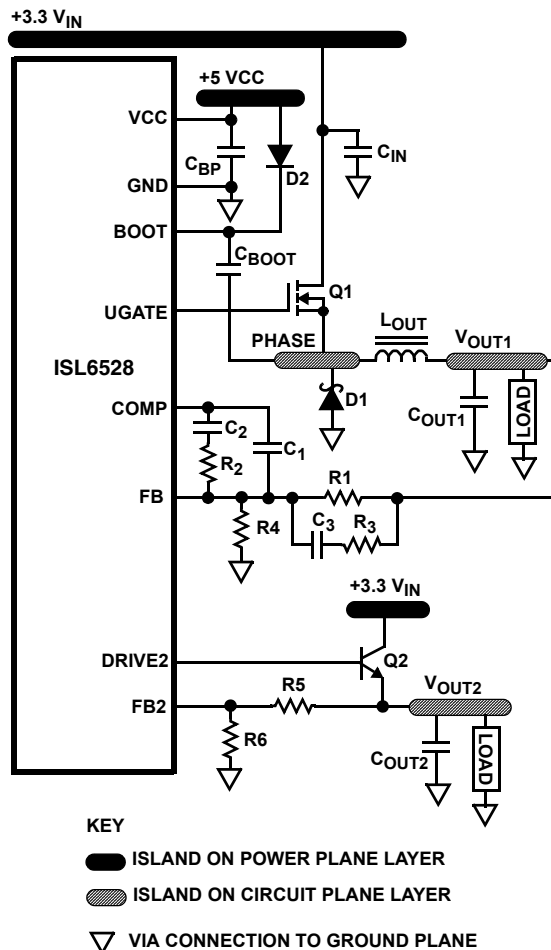 +3.3 VIN
+5 VCC
VCC
CBP
D2
CIN
GND
BOOT
CBOOT
Q1
UGATE
LOUT
PHASE
VOUT1
ISL6528
D1
COUT1
LOAD
COMP
C2
C1
R2
R1
FB
C3
R3
R4
+3.3 VIN
DRIVE2
Q2
R5
VOUT2
FB2
R6
COUT2
LOAD
KEY
ISLAND ON POWER PLANE LAYER
ISLAND ON CIRCUIT PLANE LAYER
VIA CONNECTION TO GROUND PLANE